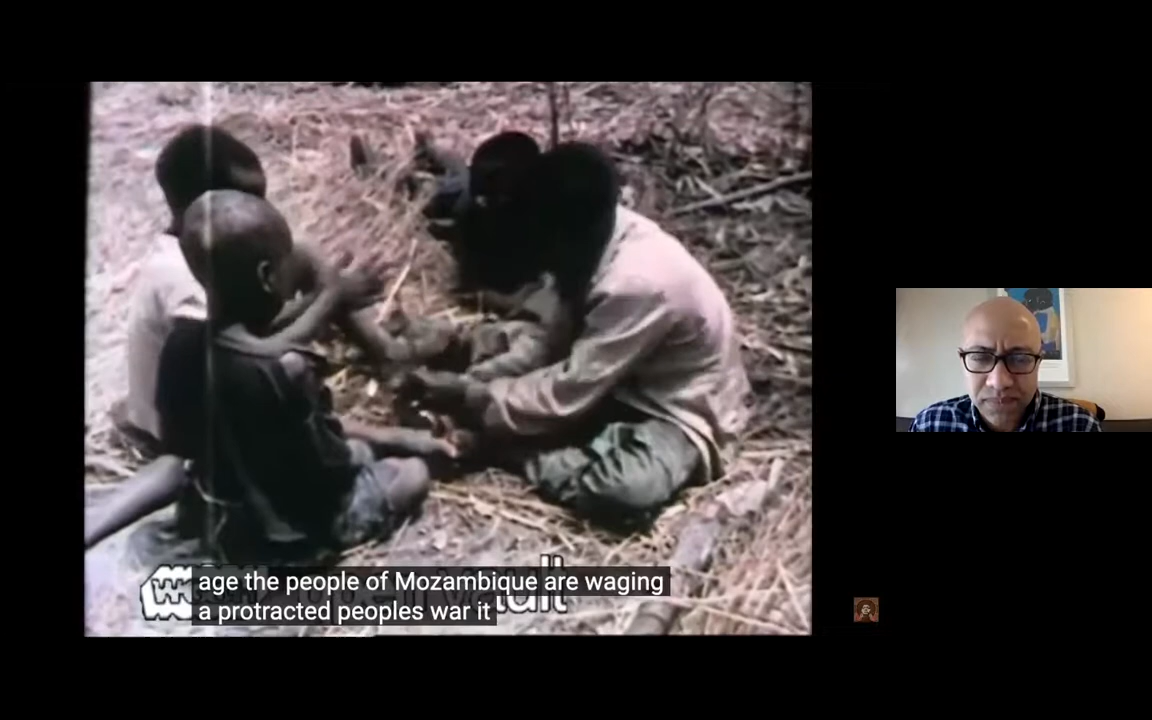 age the people of Mozambique are waging
a protracted peoples war it